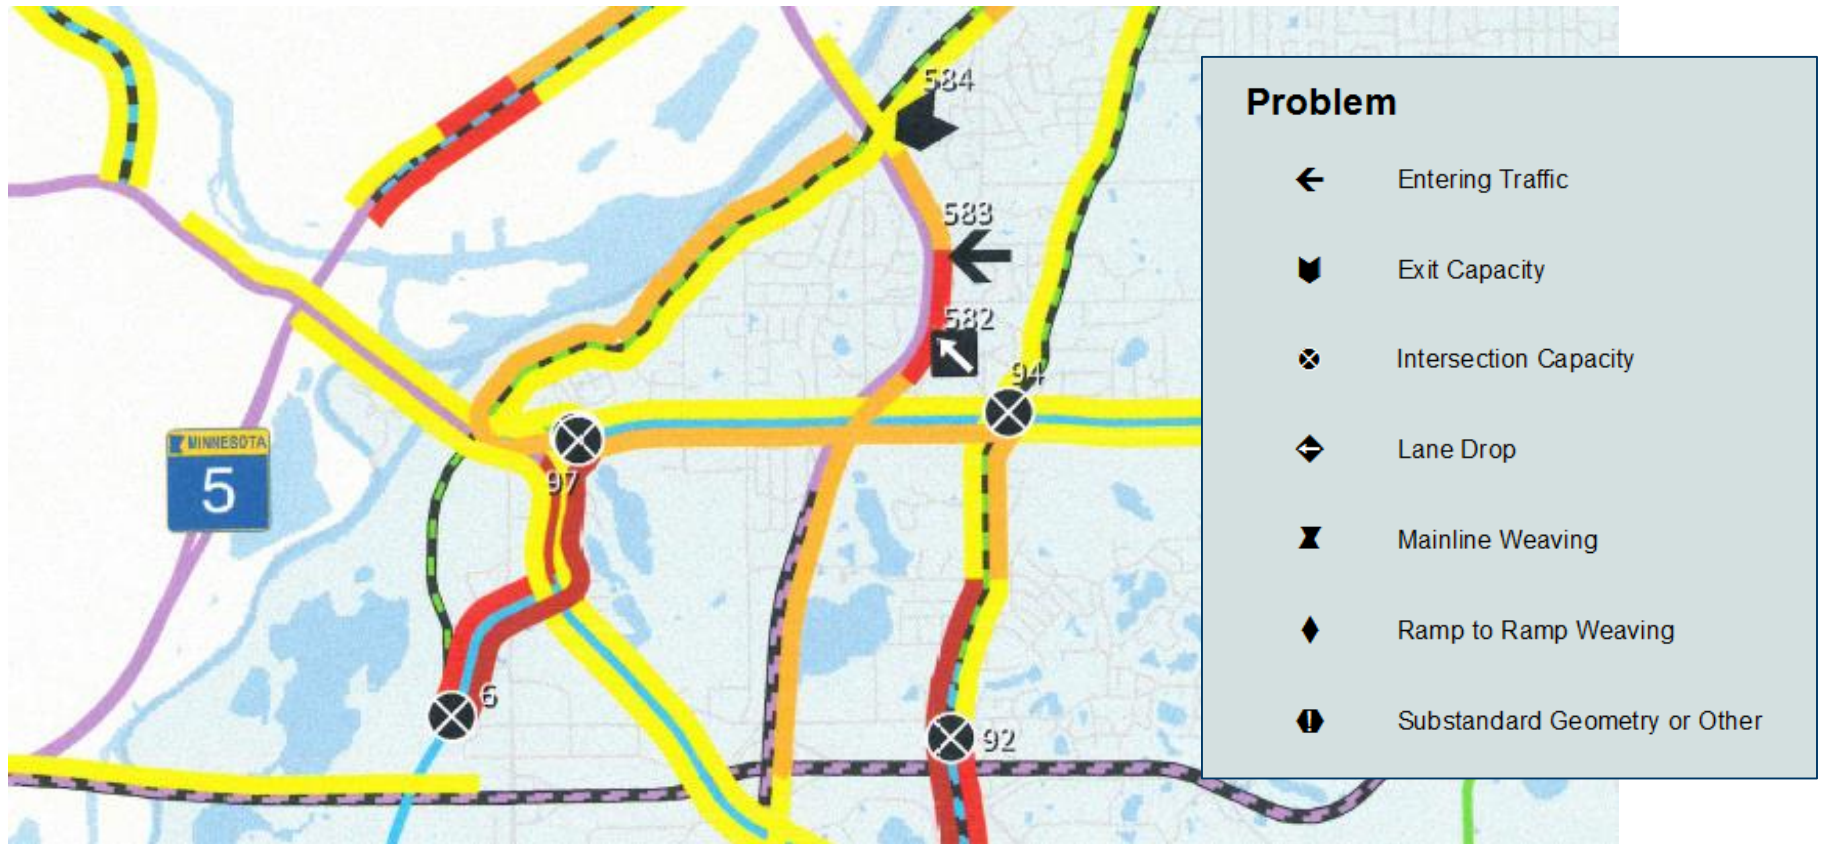 584
583
582
94
97
6
92
MINNESOTA
5
Problem
Entering Traffic
Exit Capacity
Intersection Capacity
Lane Drop
Mainline Weaving
Ramp to Ramp Weaving
Substandard Geometry or Other